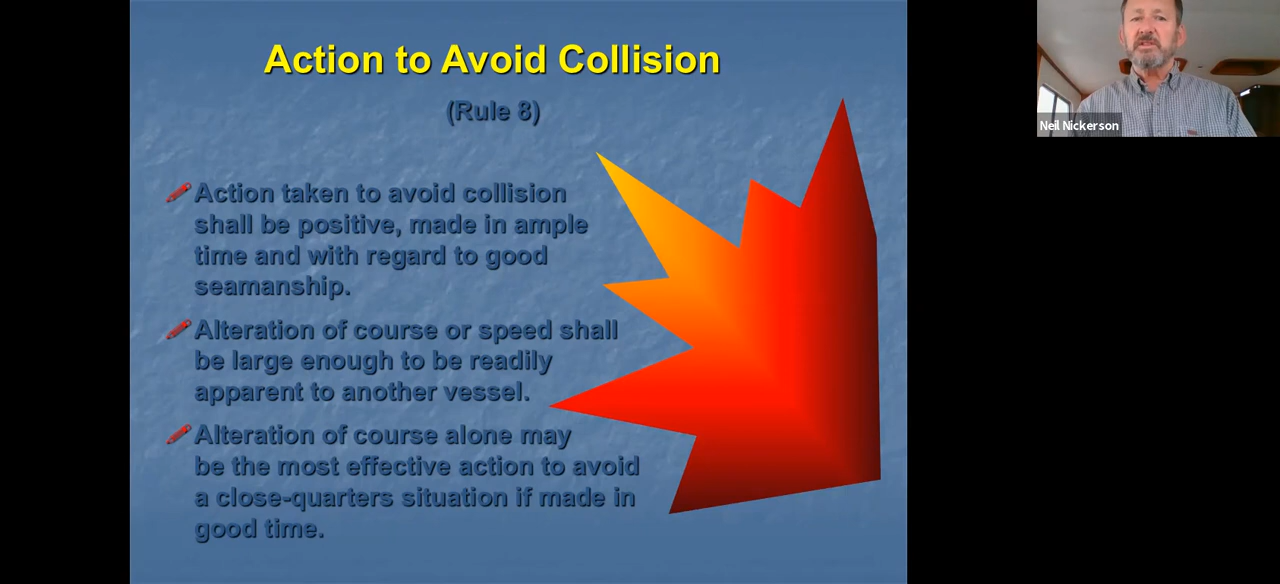 Action to Avoid Collision
(Rule 8)
Action taken to avoid collision
shall be positive, made in ample
time and with regard to good
seamanship.
Alteration of course or speed shall
be large enough to be readily
apparent to another vessel.
Alteration of course alone may
be the most effective action to avoid
a close-quarters situation if made in
good time.
Neil Nickerson